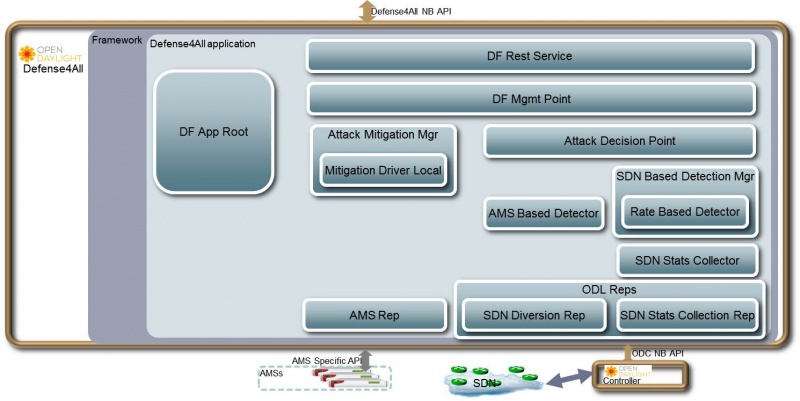 Defense4All NB API
OPEN
DAYLIGHT
Defense4All
Framework
Defense4All application
DF Rest Service
DF App Root
DF Mgmt Point
Attack Mitigation Mgr
Mitigation Driver Local
Attack Decision Point
SDN Based Detection Mgr
AMS Based Detector
Rate Based Detector
SDN Stats Collector
ODL Reps
AMS Rep
SDN Diversion Rep
SDN Stats Collection Rep
AMS Specific API
ODC NB API
AMSs
SDN
OPEN
DAYLIGHT
Controller